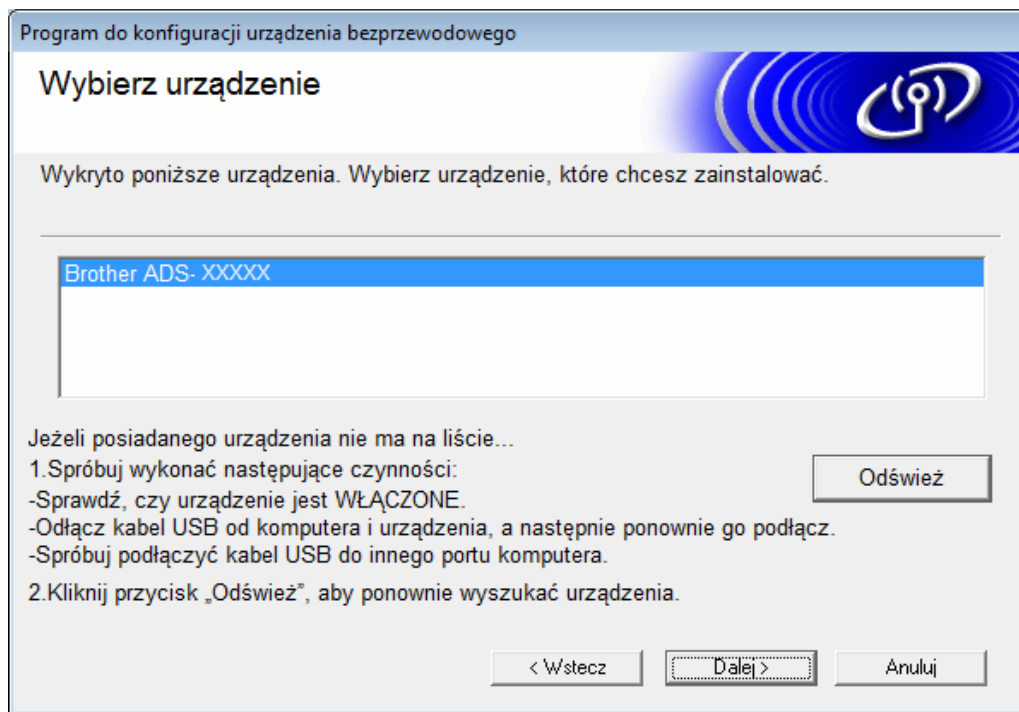 Program do konfiguracji urządzenia bezprzewodowego
Wybierz urządzenie
Wykryto poniższe urządzenia. Wybierz urządzenie, które chcesz zainstalować.
Brother ADS- XXXXX
Jeżeli posiadanego urządzenia nie ma na liście...
1.Spróbuj wykonać następujące czynności:
-Sprawdź, czy urządzenie jest WŁĄCZONE.
Odśwież
-Odłącz kabel USB od komputera i urządzenia, a następnie ponownie go podłącz.
-Spróbuj podłączyć kabel USB do innego portu komputera.
2.Kliknij przycisk „Odśwież”, aby ponownie wyszukać urządzenia.
< Wstecz Dalej > Anuluj